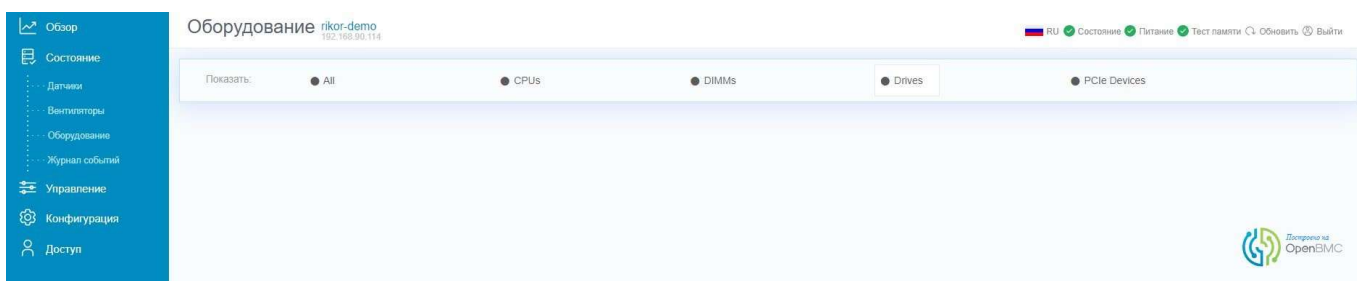 Обзор
Состояние
Датчики
Вентиляторы
Оборудование
Журнал событий
Управление
Конфигурация
Доступ
Оборудование rikor-demo
192.168.90.114
RU Состояние Питание Тест памяти Обновить Выйти
Показать: All CPUs DIMMs Drives PCIe Devices
Построено на
OpenBMC